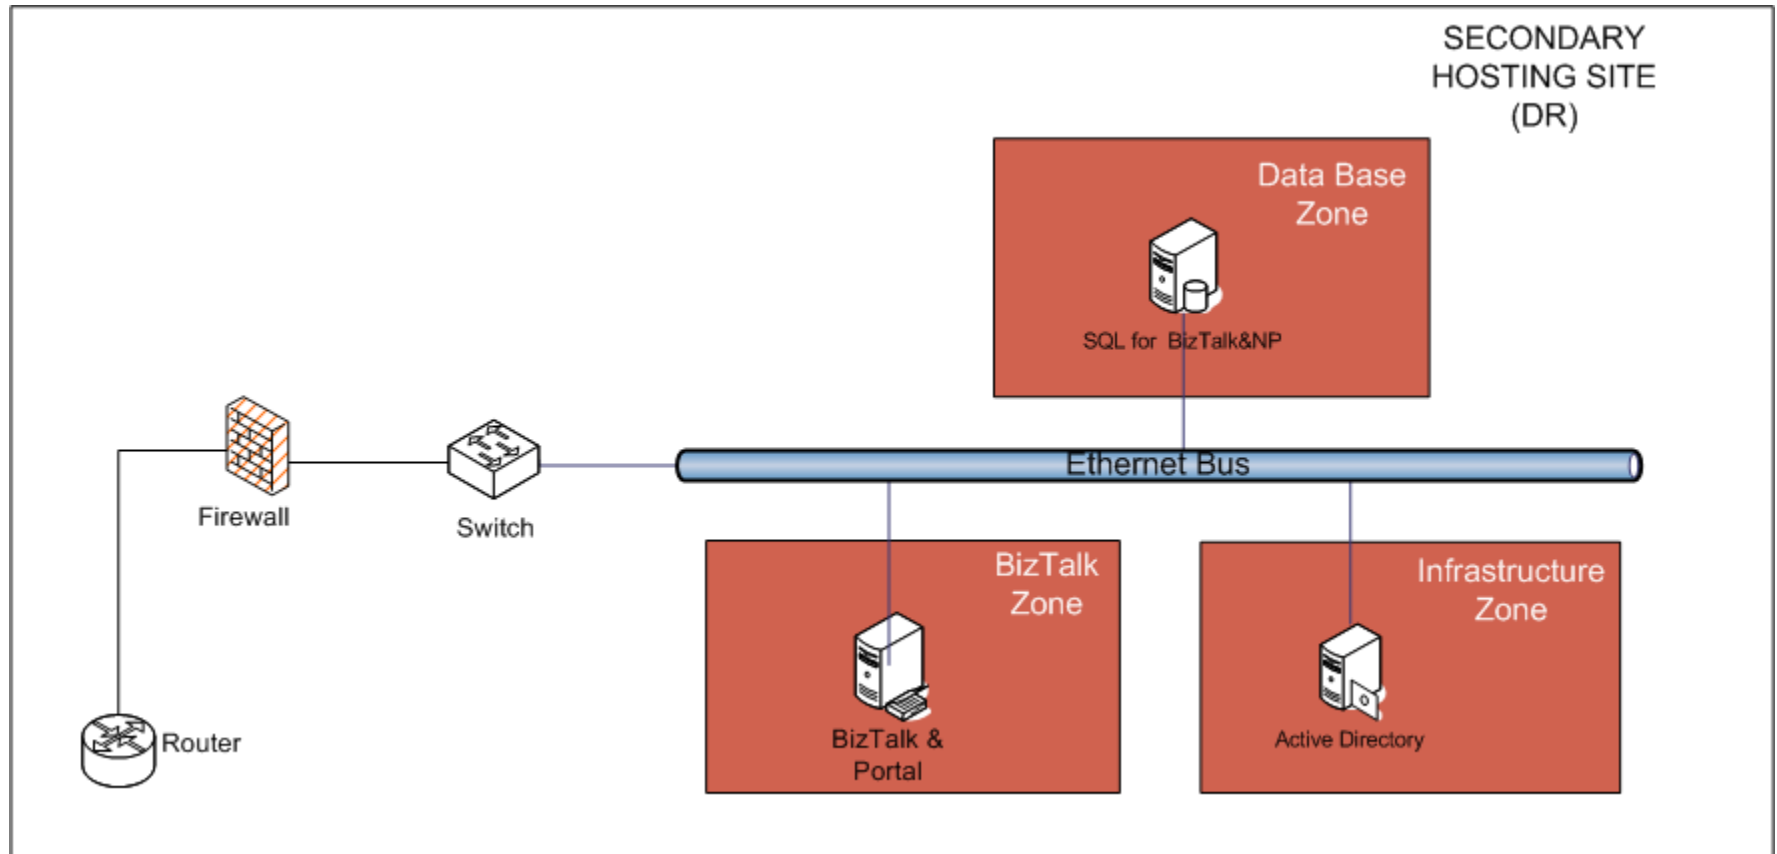 SECONDARY
HOSTING SITE
(DR)
Data Base
Zone
SQL for BizTalk&NP
Ethernet Bus
Firewall
Switch
BizTalk
Zone
Infrastructure
Zone
Router
BizTalk &
Portal
Active Directory